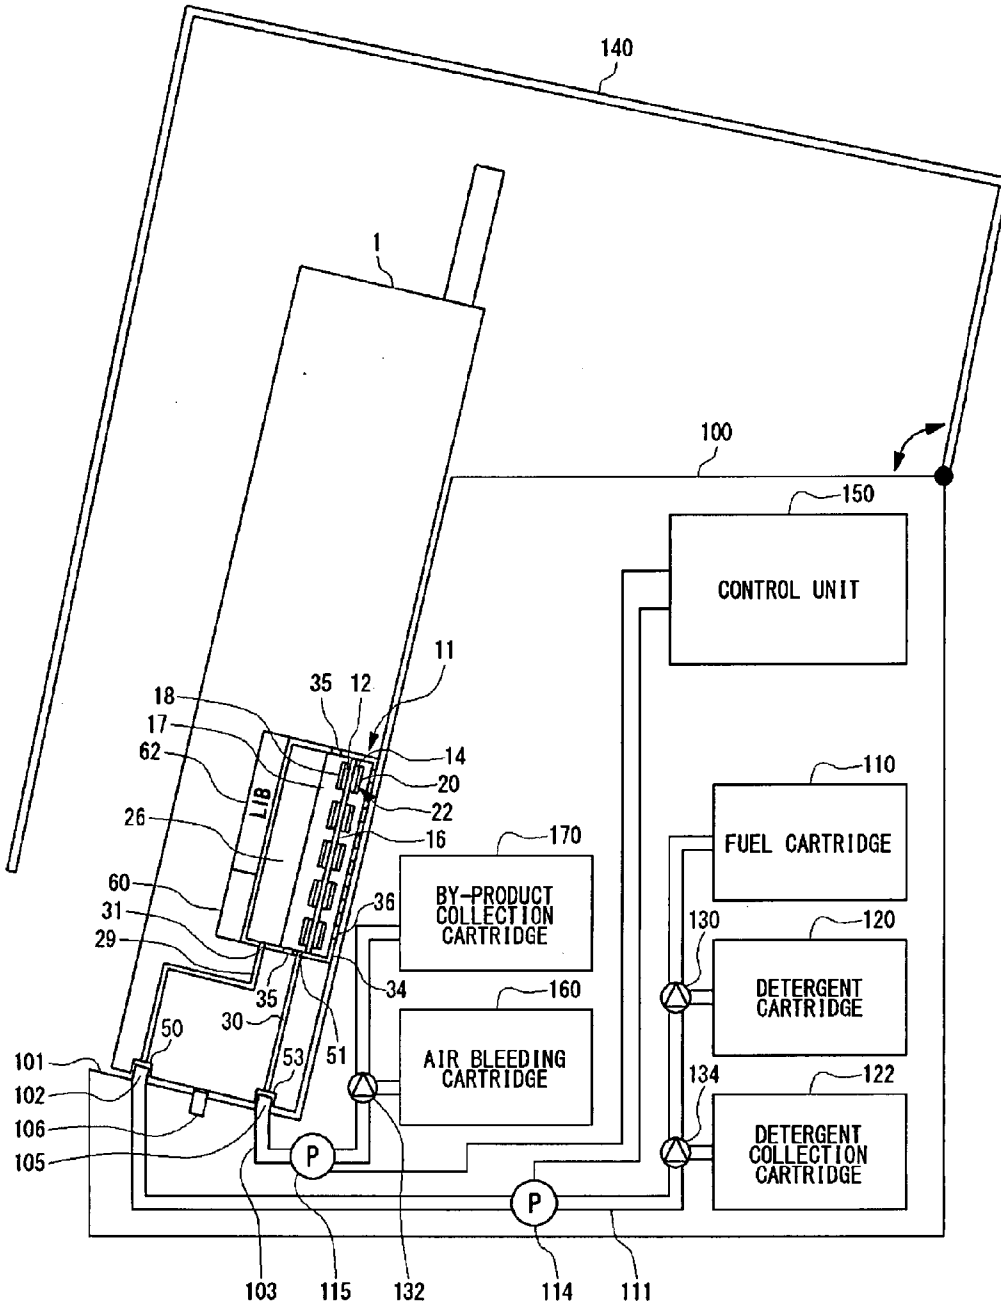 140
1
100
150
CONTROL UNIT
11
12
35
18
17
14
62
LIB
20
22
110
FUEL CARTRIDGE
26
16
170
BY-PRODUCT
COLLECTION
CARTRIDGE
60
36
130
120
31
29
DETERGENT
CARTRIDGE
35
34
30
160
50
53
51
AIR BLEEDING
CARTRIDGE
101
102
134
122
106
DETERGENT
COLLECTION
CARTRIDGE
105
P
P
103
115
132
114
111